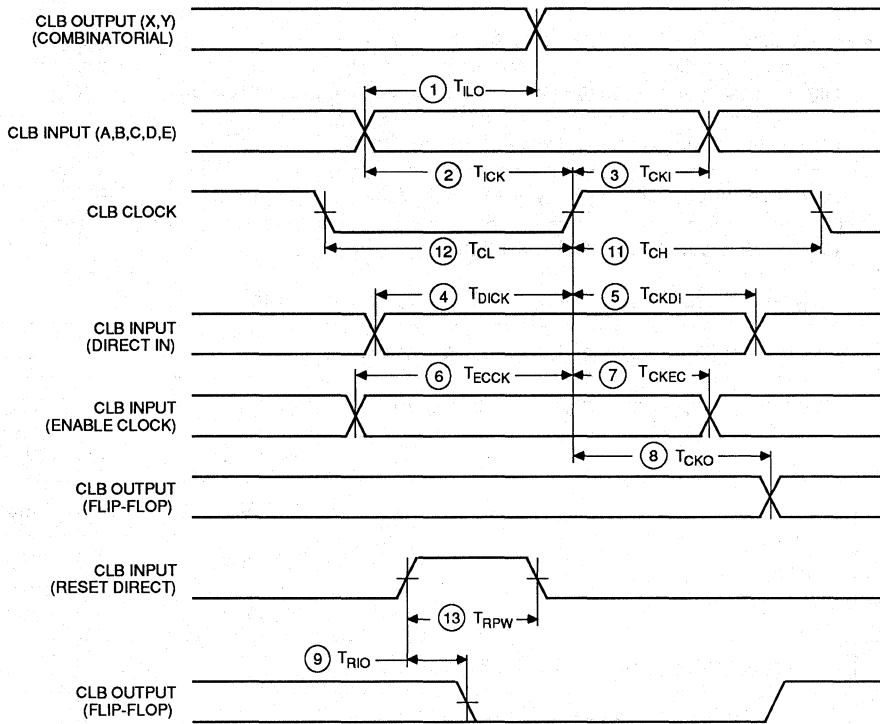 CLB OUTPUT (X,Y)
(COMBINATORIAL)
1 TILO
CLB INPUT (A,B,C,D,E)
2 TICK
3 TCKI
CLB CLOCK
12 TCL
11 TCH
4 TDICK
5 TCKDI
CLB INPUT
(DIRECT IN)
6 TECCK
7 TCKEC
CLB INPUT
(ENABLE CLOCK)
8 TCKO
CLB OUTPUT
(FLIP-FLOP)
CLB INPUT
(RESET DIRECT)
13 TRPW
9 TRIO
CLB OUTPUT
(FLIP-FLOP)